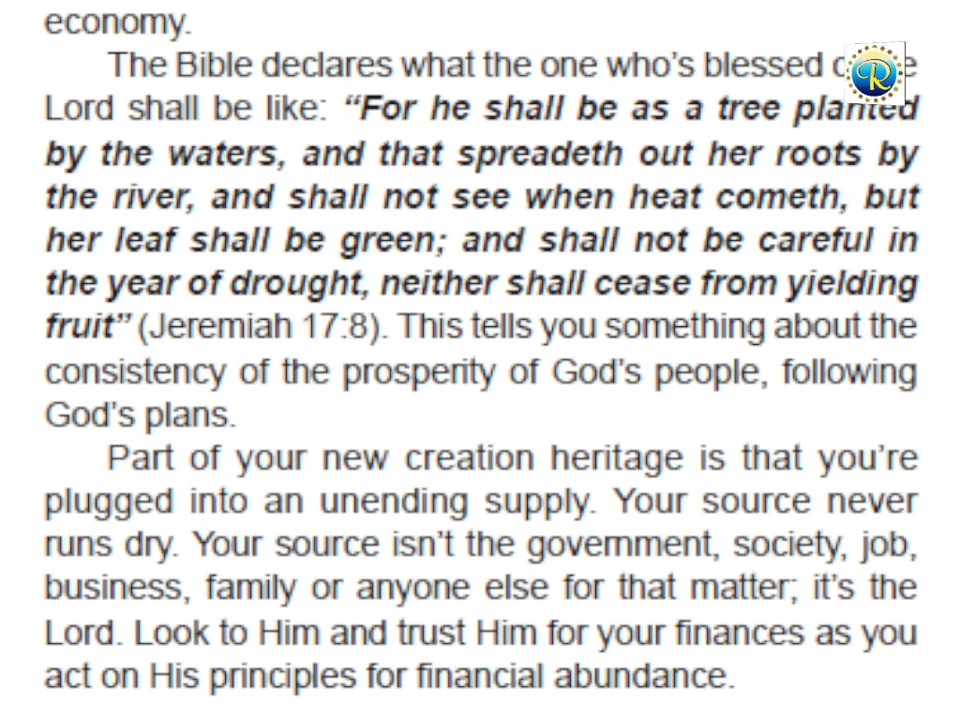 economy.
The Bible declares what the one who's blessed
Lord shall be like: “For he shall be as a tree planted
by the waters, and that spreadeth out her roots by
the river, and shall not see when heat cometh, but
her leaf shall be green; and shall not be careful in
the year of drought, neither shall cease from yielding
fruit” (Jeremiah 17:8). This tells you something about the
consistency of the prosperity of God's people, following
God's plans.
Part of your new creation heritage is that you're
plugged into an unending supply. Your source never
runs dry. Your source isn't the government, society, job,
business, family or anyone else for that matter; it's the
Lord. Look to Him and trust Him for your finances as you
act on His principles for financial abundance.